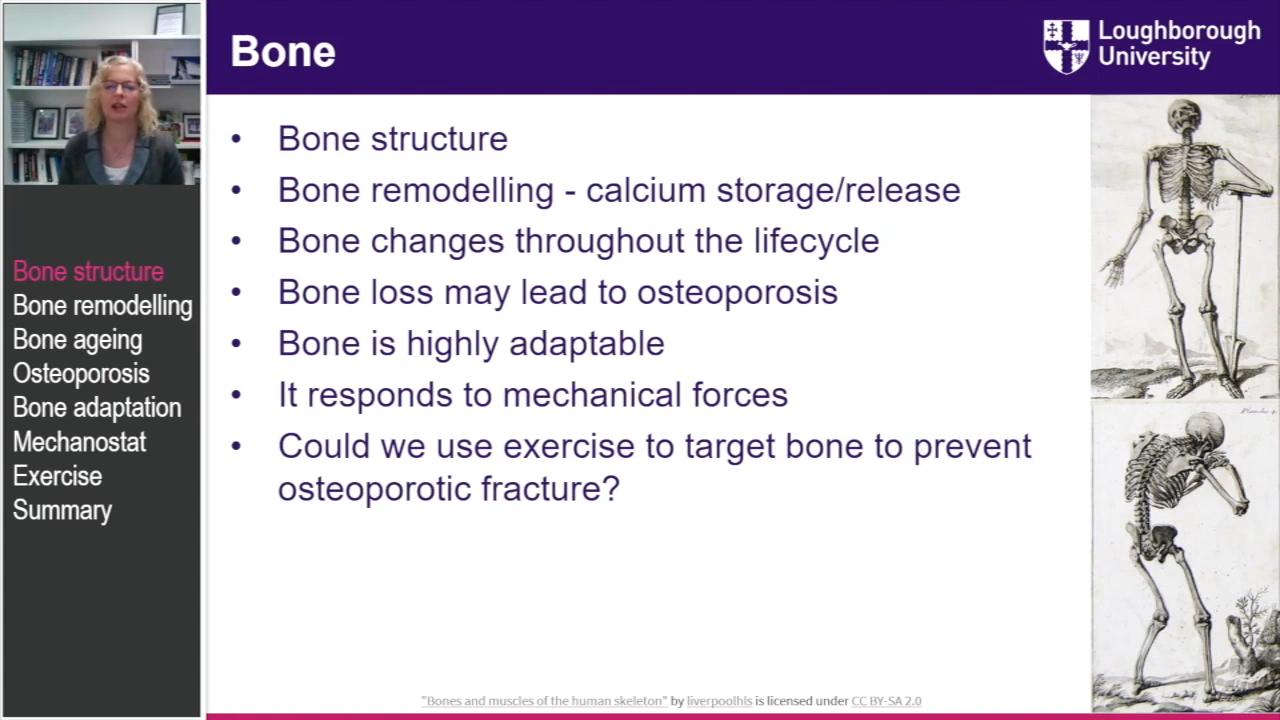 Bone
Loughborough
University
• Bone structure
• Bone remodelling - calcium storage/release
• Bone changes throughout the lifecycle
• Bone loss may lead to osteoporosis
• Bone is highly adaptable
• It responds to mechanical forces
• Could we use exercise to target bone to prevent
osteoporotic fracture?
Bone structure
Bone remodelling
Bone ageing
Osteoporosis
Bone adaptation
Mechanostat
Exercise
Summary
"Bones and muscles of the human skeleton" by liverpoolhls is licensed under CC BY-SA 2.0